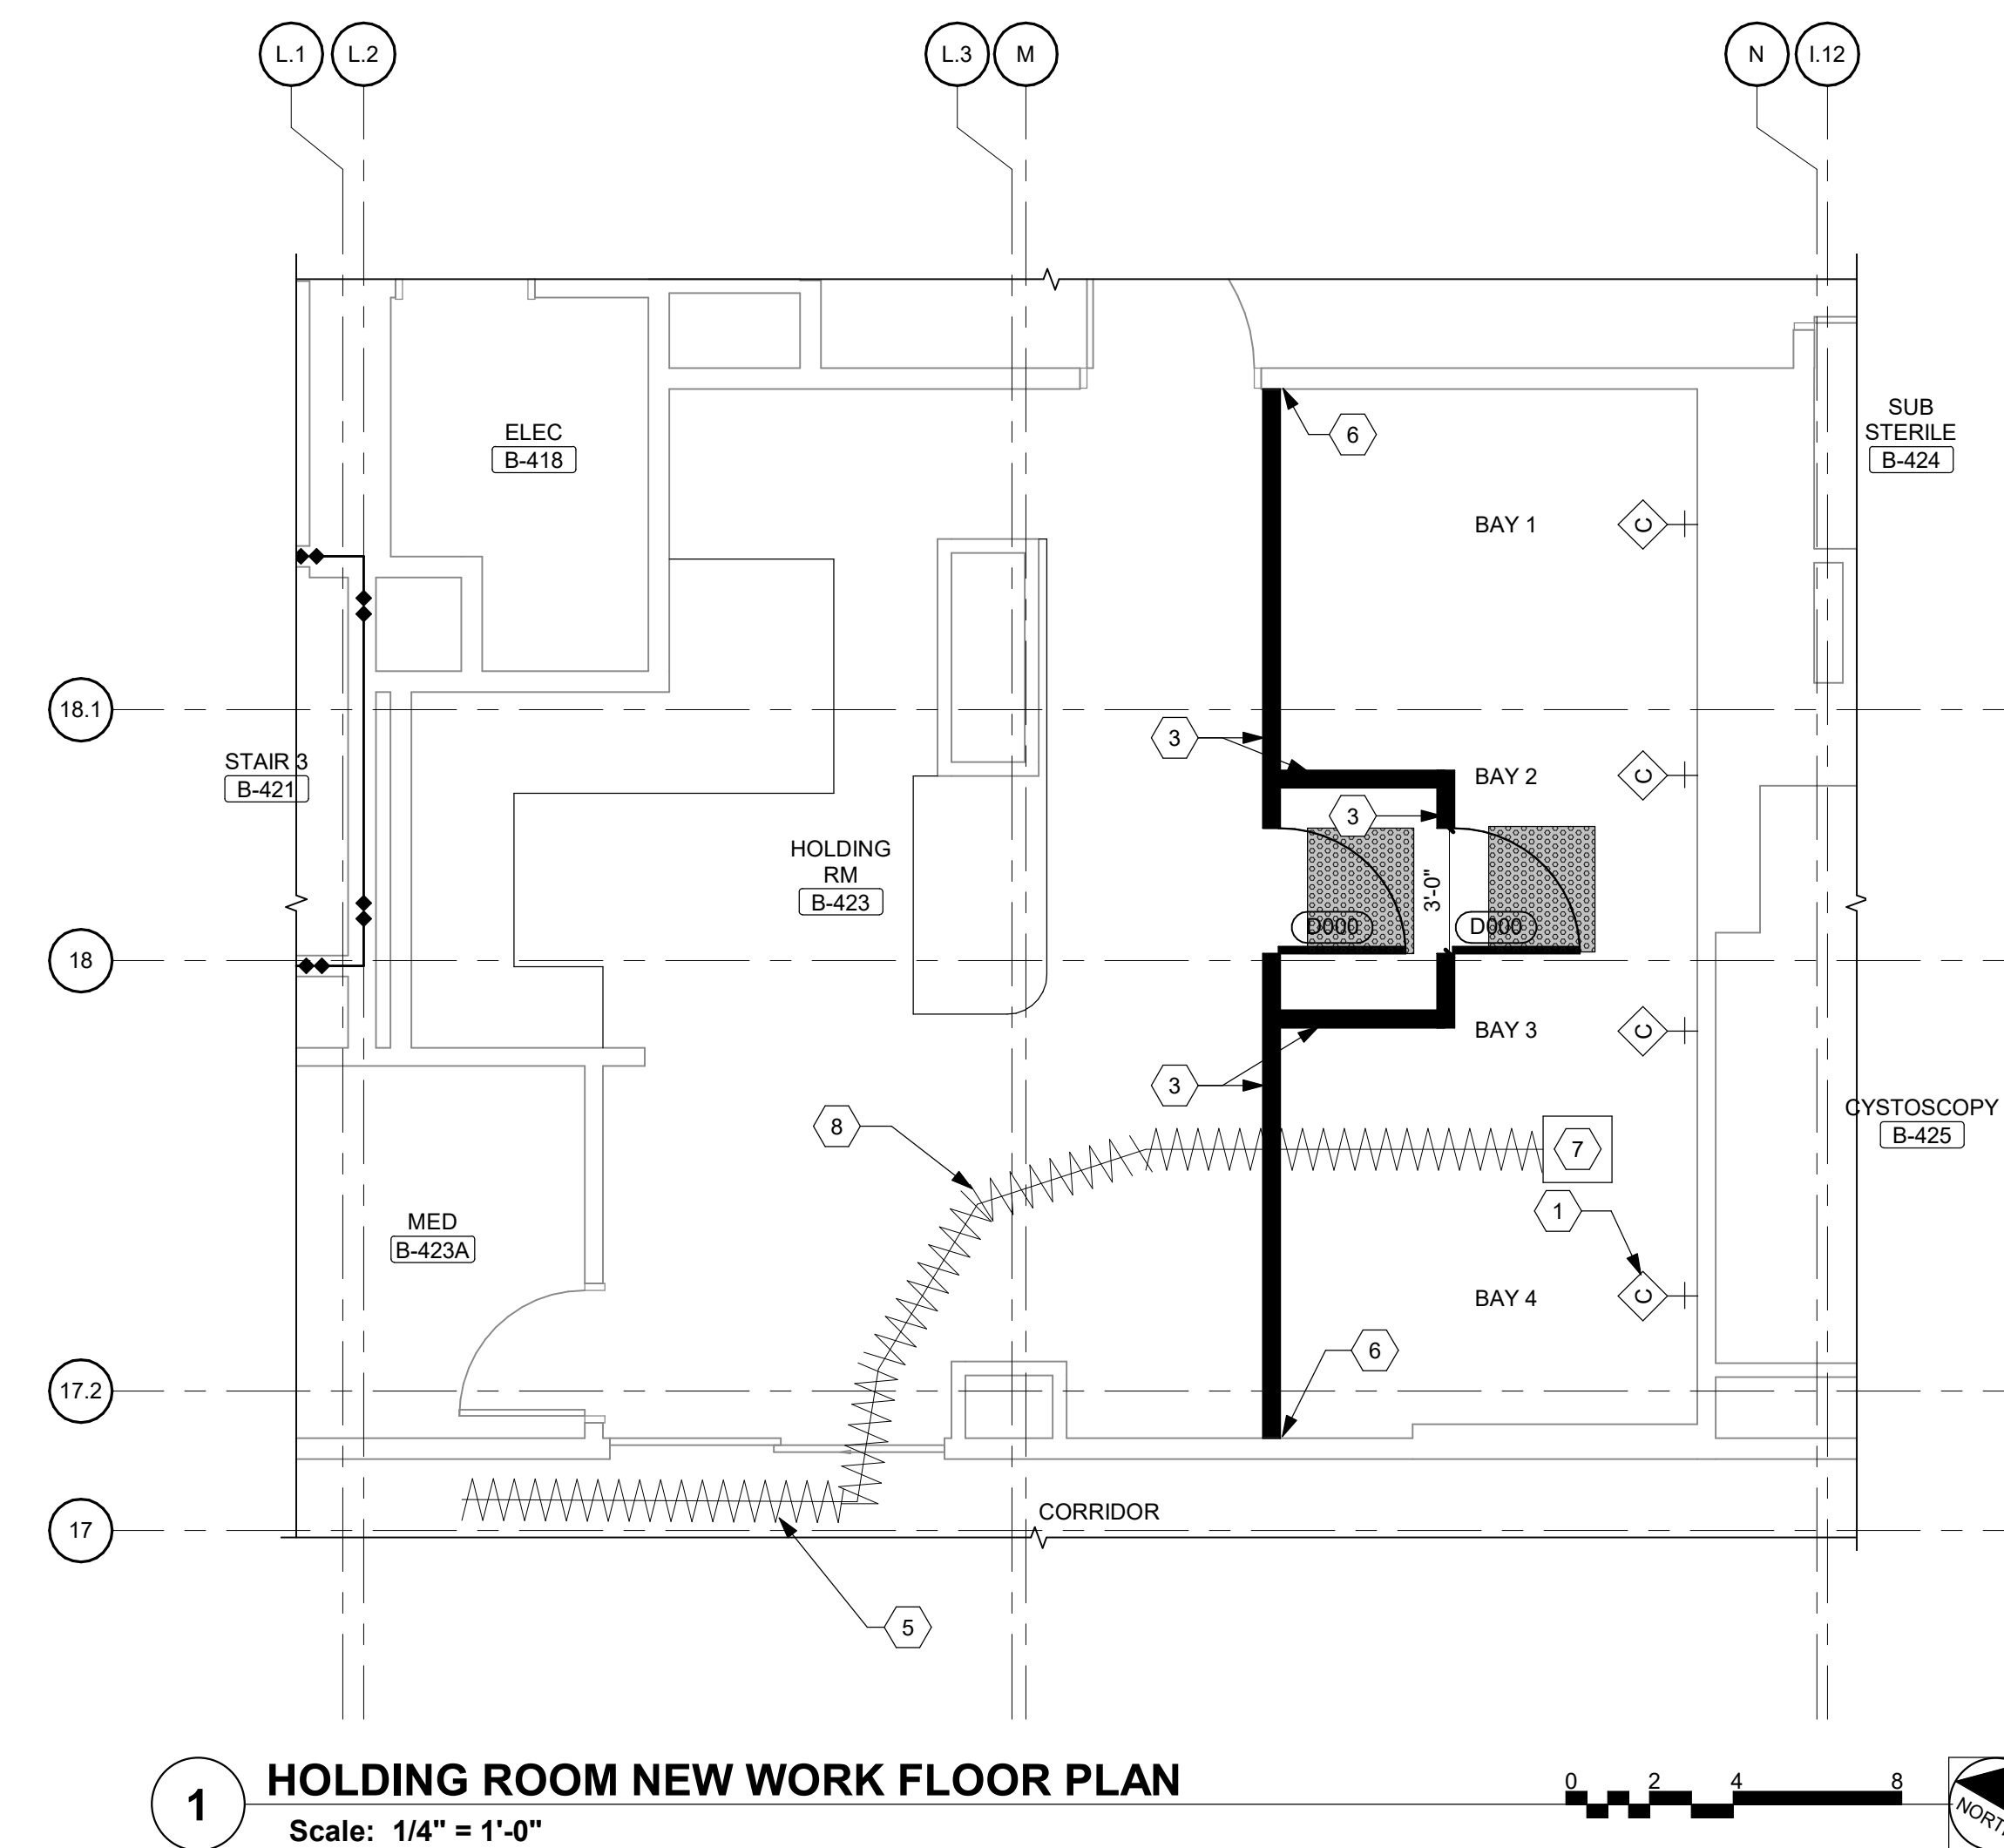 L.1 L.2 L.3 M N I.12
ELEC
B-418
SUB
STERILE
B-424
6
BAY 1
C
18.1
3
STAIR 3
B-421
BAY 2
C
3
HOLDING
RM
B-423
3'-0"
D000 D000
18
BAY 3
C
3
8
CYSTOSCOPY
B-425
7
1
MED
B-423A
BAY 4
C
6
17.2
CORRIDOR
17
5
1
HOLDING ROOM NEW WORK FLOOR PLAN
Scale: 1/4" = 1'-0"
0 2 4 8